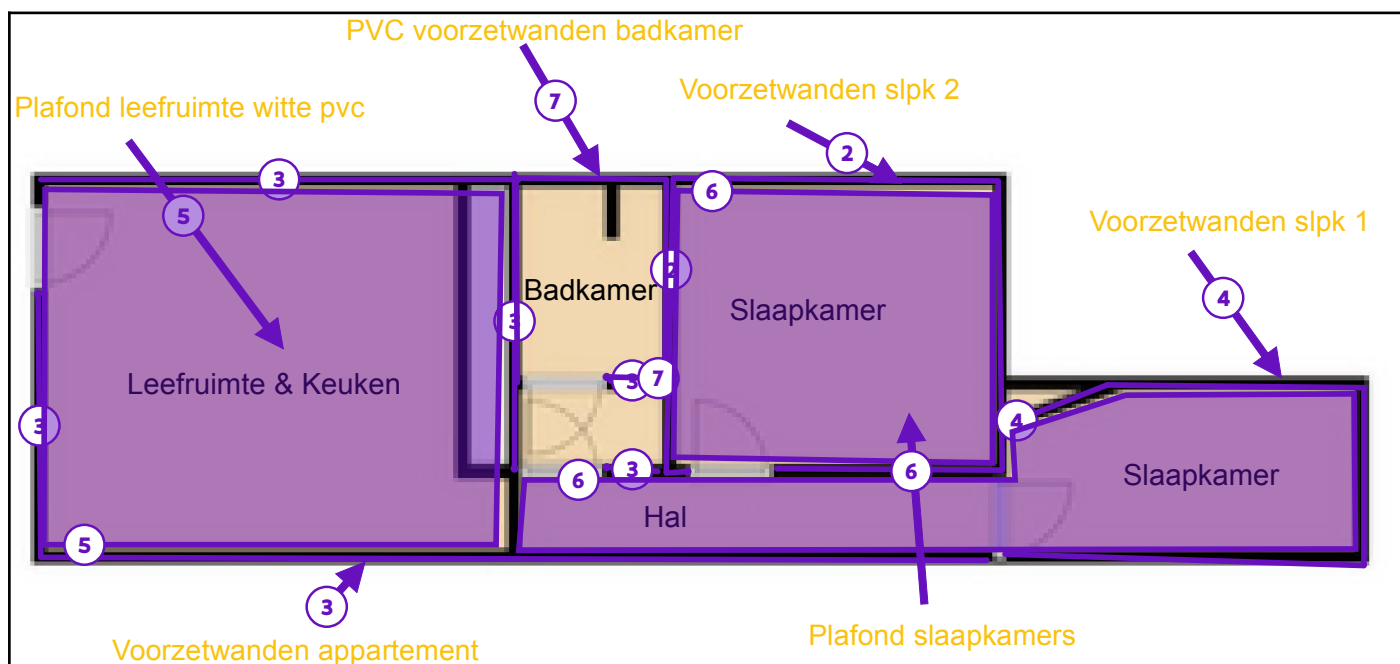 PVC voorzetwanden badkamer
Voorzetwanden slpk 2
Plafond leefruimte witte pvc
7
2
3
6
5
Voorzetwanden slpk 1
2
Badkamer
Slaapkamer
4
3
Leefruimte & Keuken
3
7
3
4
6
3
6
Slaapkamer
Hal
5
3
Plafond slaapkamers
Voorzetwanden appartement